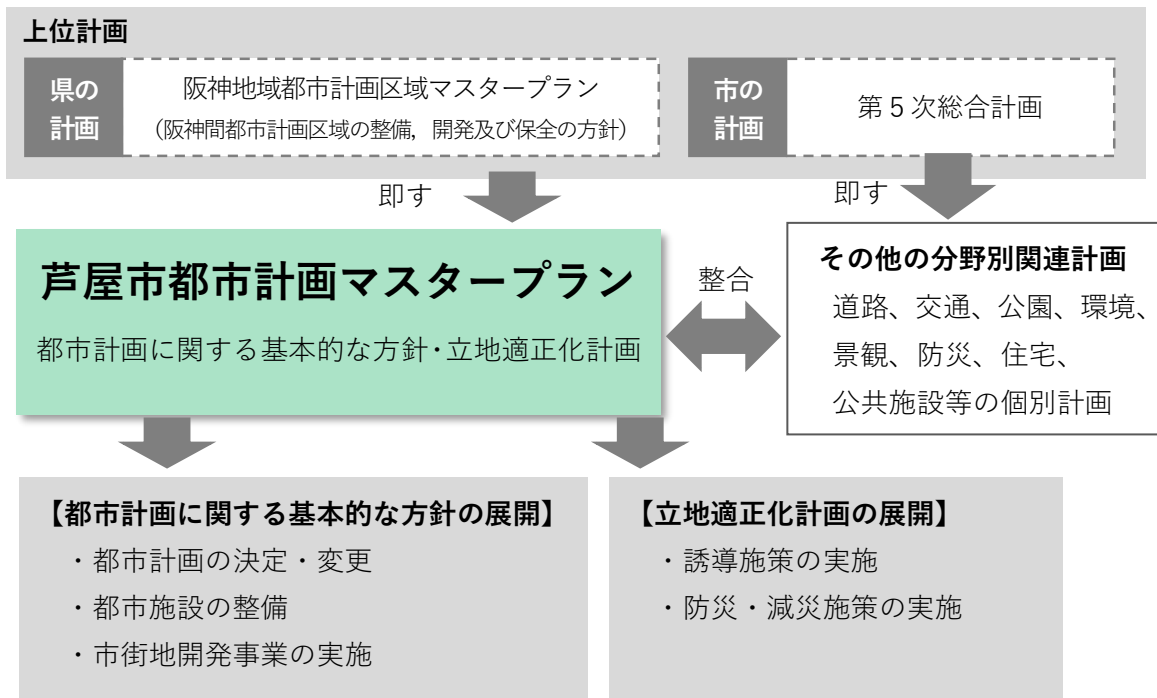 上位計画
県の
計画
阪神地域都市計画区域マスタープラン
（阪神間都市計画区域の整備，開発及び保全の方針）
市の
計画
第5次総合計画
即す
即す
芦屋市都市計画マスタープラン
都市計画に関する基本的な方針・立地適正化計画
整合
その他の分野別関連計画
道路、交通、公園、環境、
景観、防災、住宅、
公共施設等の個別計画
【都市計画に関する基本的な方針の展開】
・都市計画の決定・変更
・都市施設の整備
・市街地開発事業の実施
【立地適正化計画の展開】
・誘導施策の実施
・防災・減災施策の実施